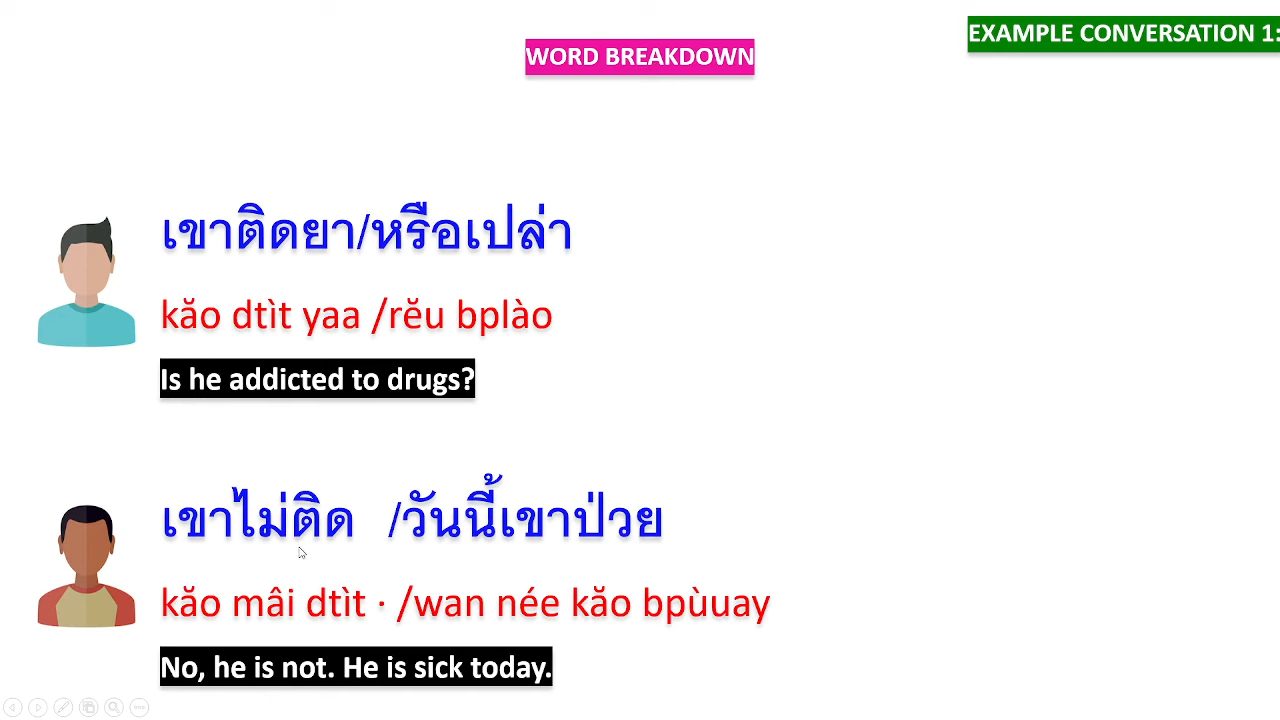 EXAMPLE CONVERSATION 1:
WORD BREAKDOWN
เขาติดยา/หรือเปล่า
kăo dtìt yaa /rĕu bplào
Is he addicted to drugs?
เขาไม่ติด /วันนี้เขาป่วย
kăo mâi dtìt · /wan née kăo bpùuay
No, he is not. He is sick today.